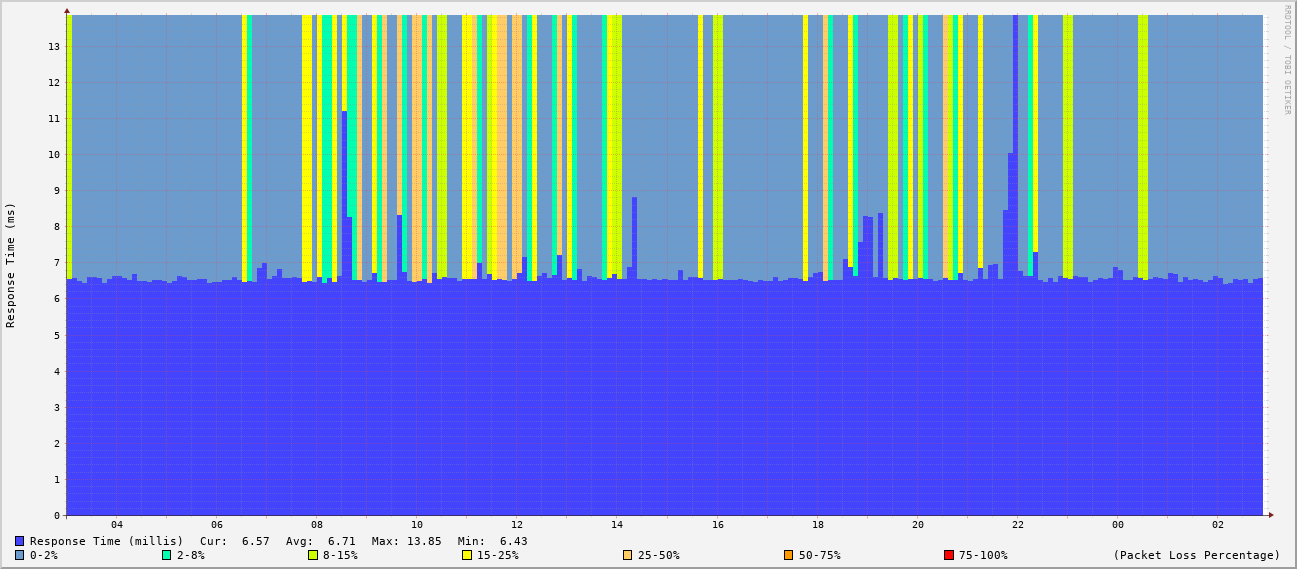 RRDTOOL / TOBI OETIKER
Response Time (ms)
13
12
11
10
9
8
7
6
5
4
3
2
1
0
04 06 08 10 12 14 16 18 20 22 00 02
Response Time (millis) Cur: 6.57 Avg: 6.71 Max: 13.85 Min: 6.43
0-2% 2-8% 8-15% 15-25% 25-50% 50-75% 75-100% (Packet Loss Percentage)